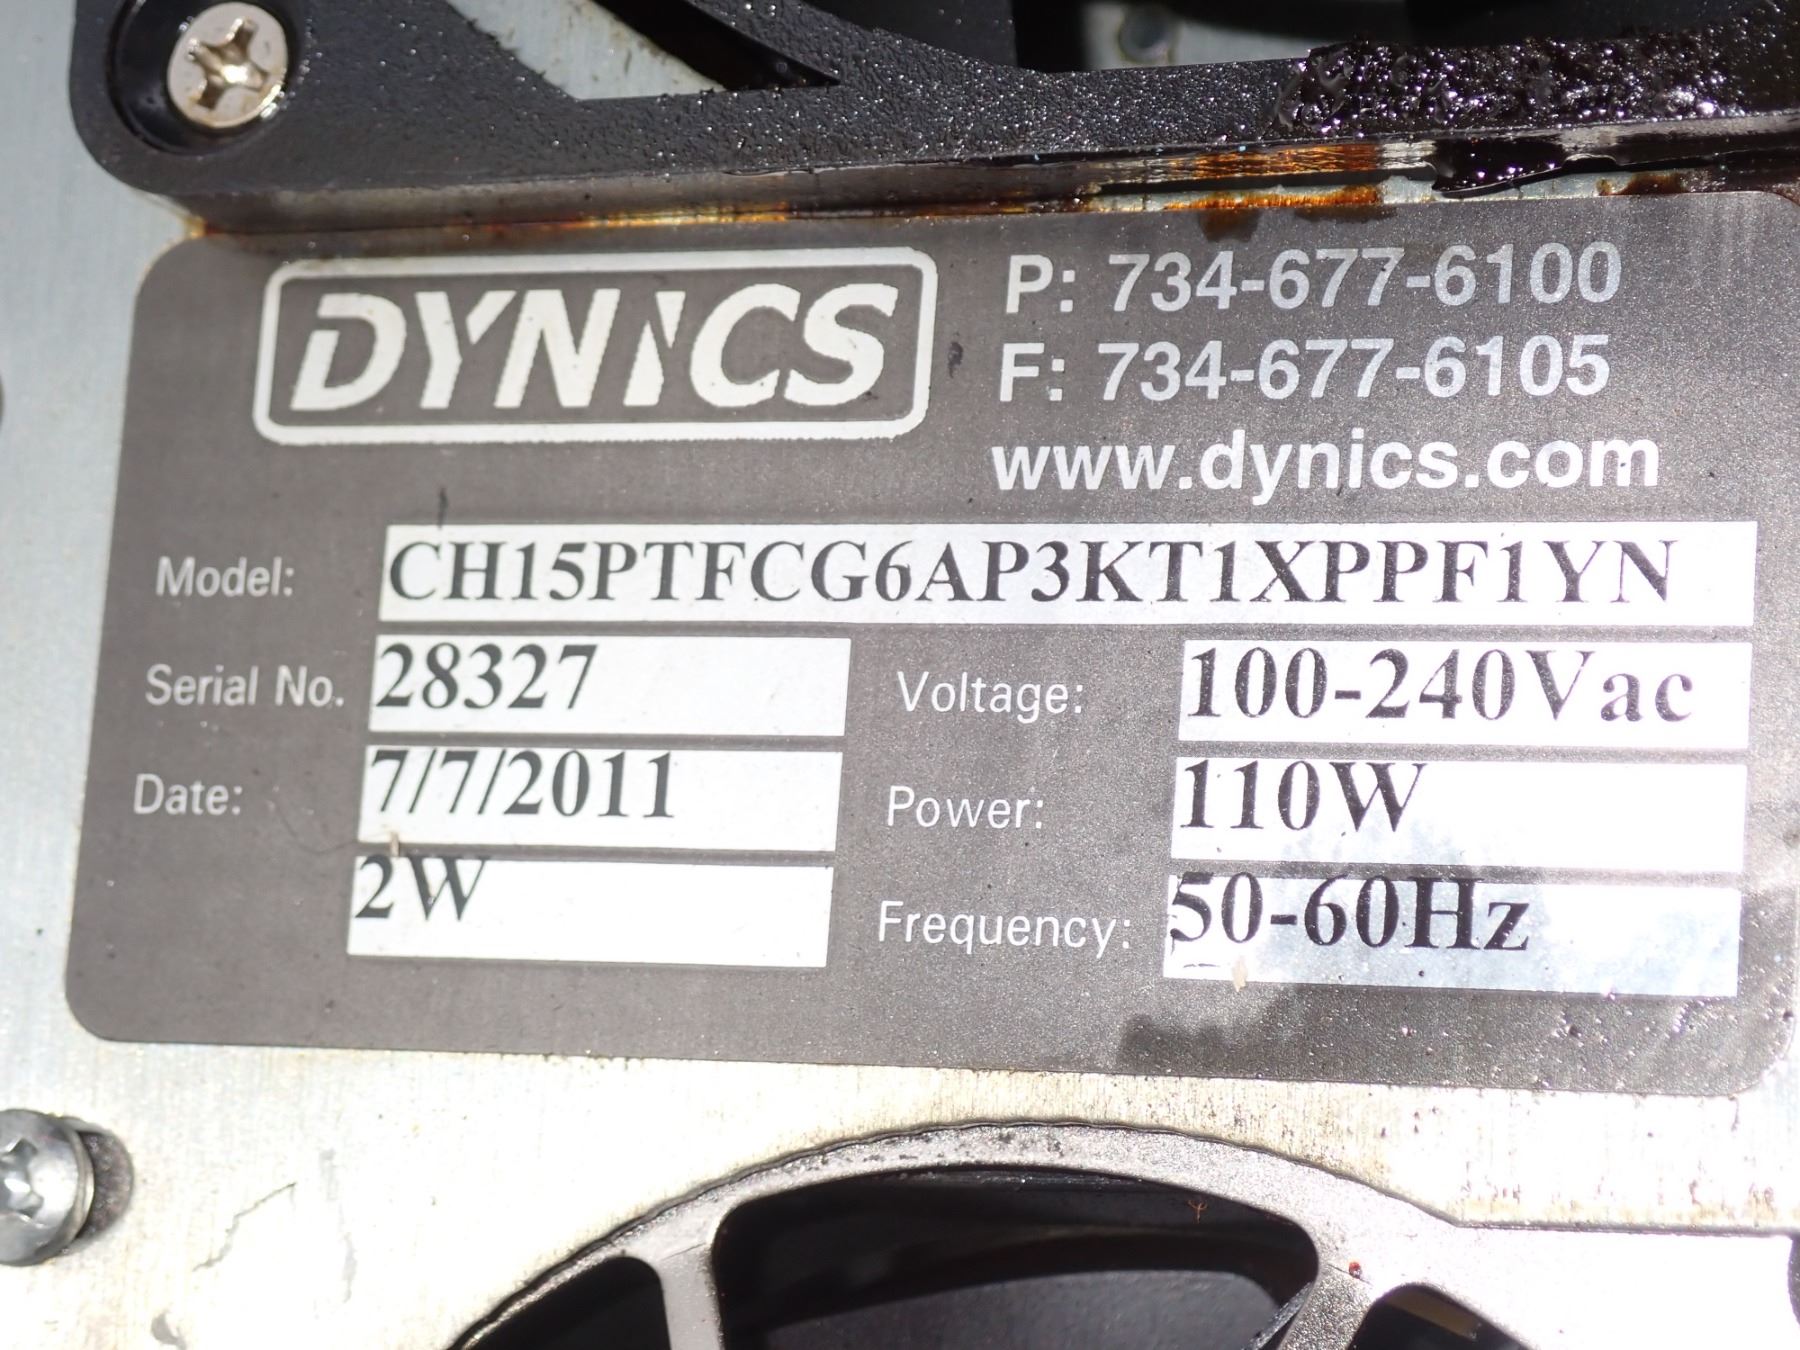 DYNICS
P: 734-677-6100
F: 734-677-6105
www.dynics.com
Model: CH15PTFCG6AP3KT1XPPF1YN
Serial No. 28327 Voltage: 100-240Vac
Date: 7/7/2011 Power: 110W
2W Frequency: 50-60Hz